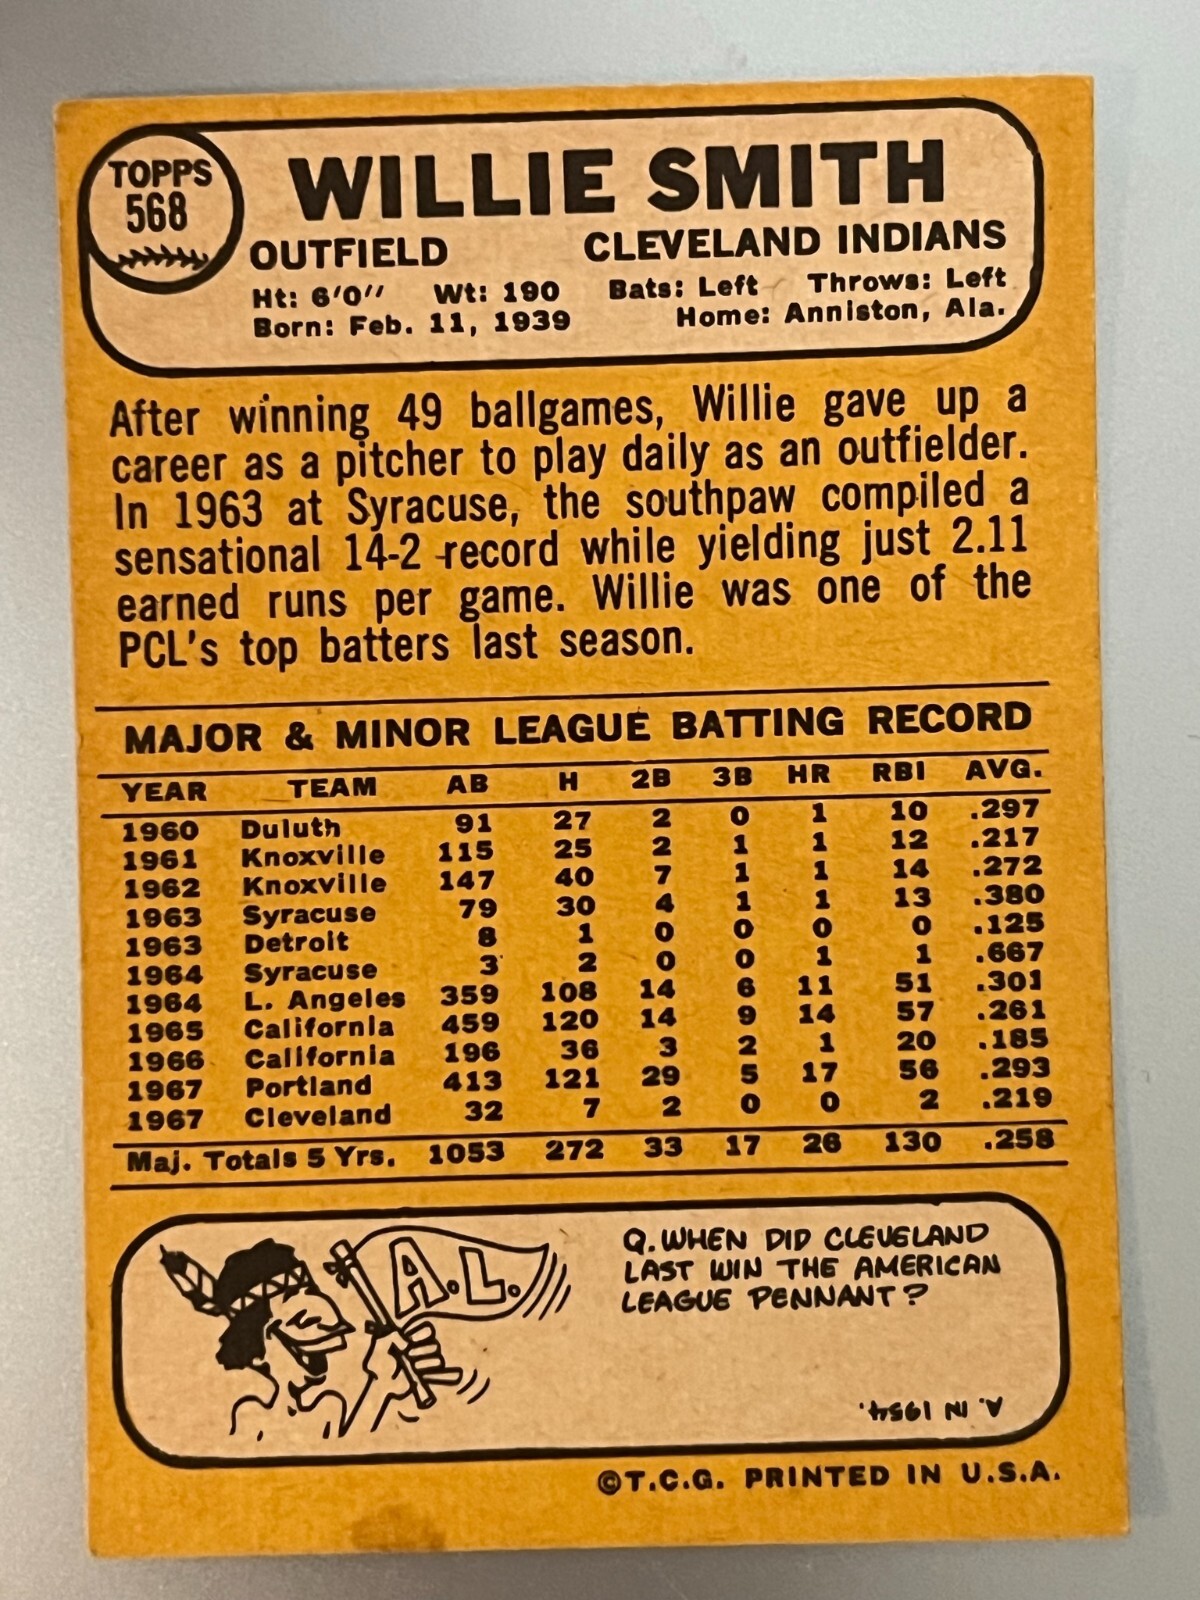 TOPPS
568
WILLIE SMITH
OUTFIELD CLEVELAND INDIANS
Ht: 6'0" Wt: 190 Bats: Left Throws: Left
Born: Feb. 11, 1939 Home: Anniston, Ala.
After winning 49 ballgames, Willie gave up a
career as a pitcher to play daily as an outfielder.
In 1963 at Syracuse, the southpaw compiled a
sensational 14-2 record while yielding just 2.11
earned runs per game. Willie was one of the
PCL's top batters last season.
MAJOR & MINOR LEAGUE BATTING RECORD
YEAR TEAM AB H 2B 3B HR RBI AVG.
1960 Duluth 91 27 2 0 1 10 .297
1961 Knoxville 115 25 2 1 1 12 .217
1962 Knoxville 147 40 7 1 1 14 .272
1963 Syracuse 79 30 4 1 1 13 .380
1963 Detroit 8 1 0 0 0 0 .125
1964 Syracuse 3 2 0 0 1 1 .667
1964 L. Angeles 359 108 14 6 11 51 .301
1965 California 459 120 14 9 14 57 .261
1966 California 196 36 3 2 1 20 .185
1967 Portland 413 121 29 5 17 56 .293
1967 Cleveland 32 7 2 0 0 2 .219
Maj. Totals 5 Yrs. 1053 272 33 17 26 130 .258
A.L.
Q. WHEN DID CLEVELAND
LAST WIN THE AMERICAN
LEAGUE PENNANT?
A. IN 1954.
©T.C.G. PRINTED IN U.S.A.